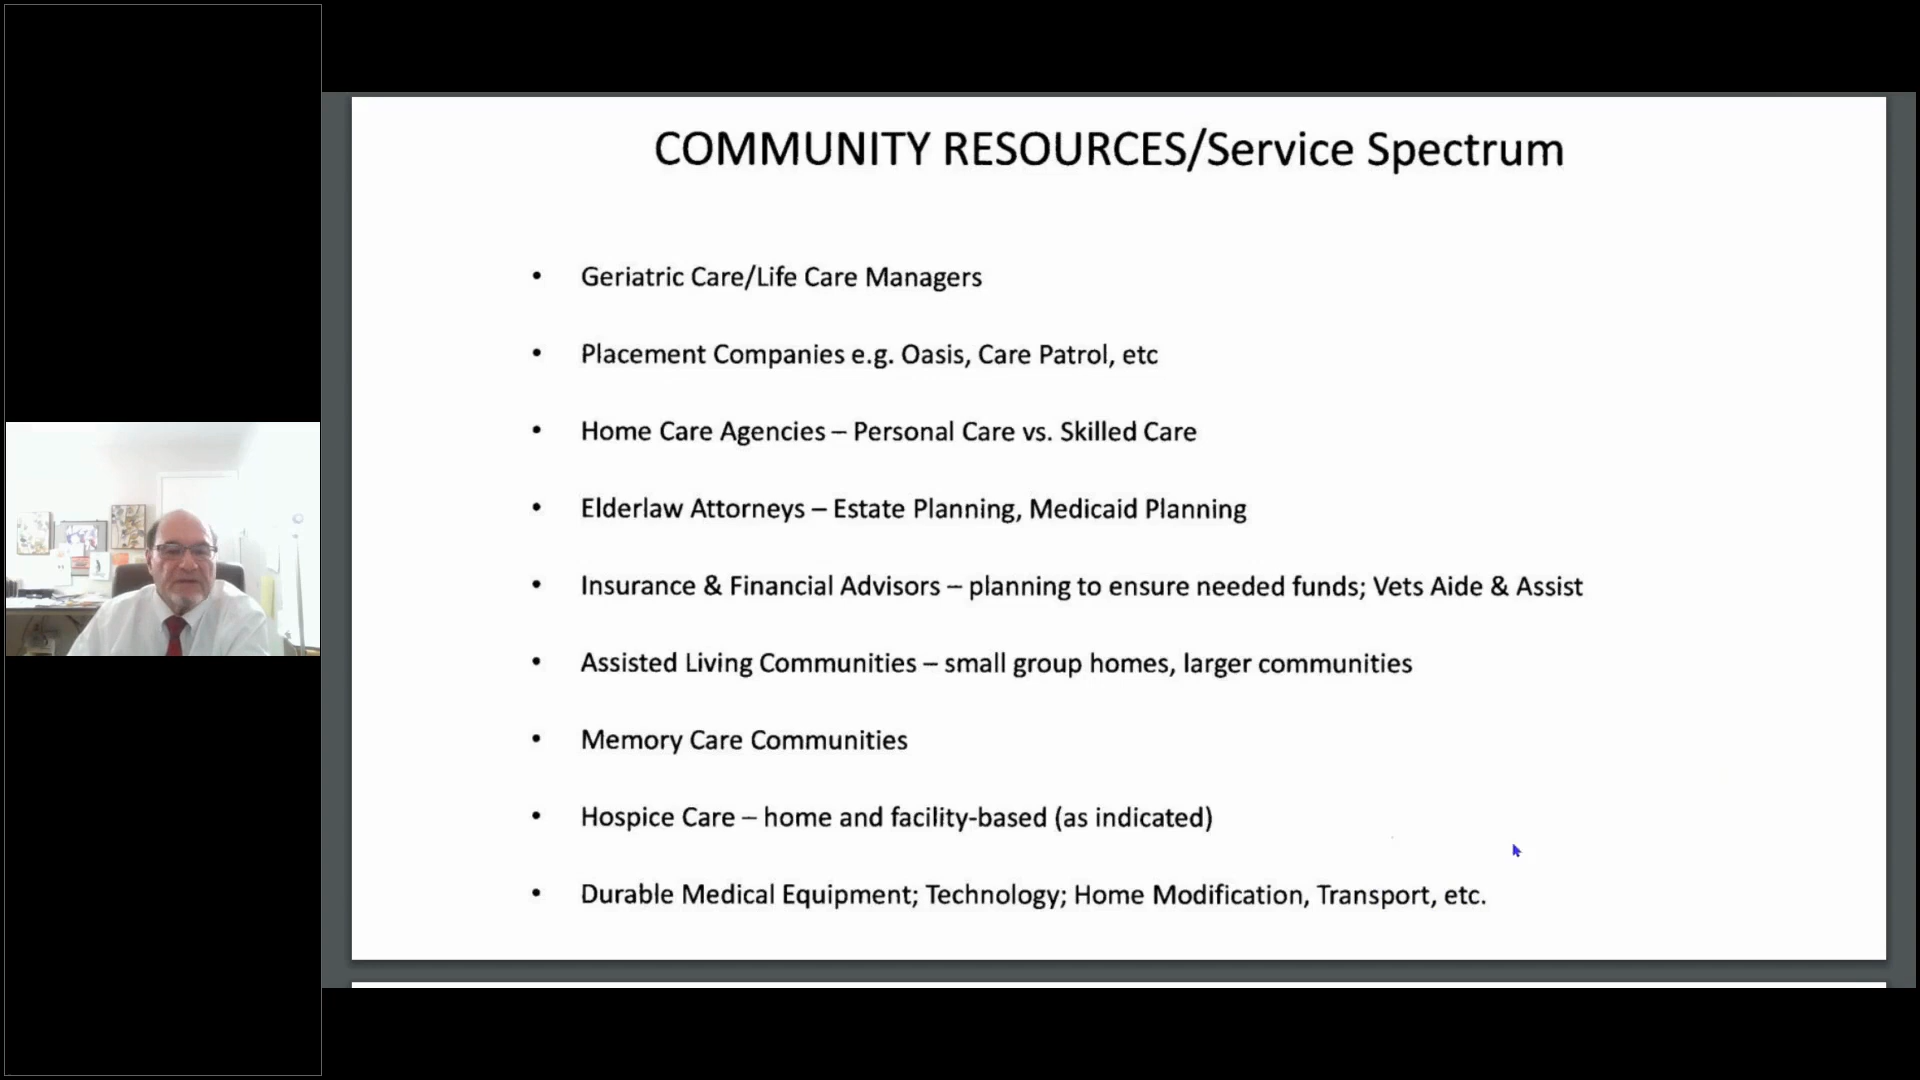 COMMUNITY RESOURCES/Service Spectrum
• Geriatric Care/Life Care Managers
• Placement Companies e.g. Oasis, Care Patrol, etc
• Home Care Agencies – Personal Care vs. Skilled Care
• Elderlaw Attorneys – Estate Planning, Medicaid Planning
• Insurance & Financial Advisors – planning to ensure needed funds; Vets Aide & Assist
• Assisted Living Communities – small group homes, larger communities
• Memory Care Communities
• Hospice Care – home and facility-based (as indicated)
• Durable Medical Equipment; Technology; Home Modification, Transport, etc.